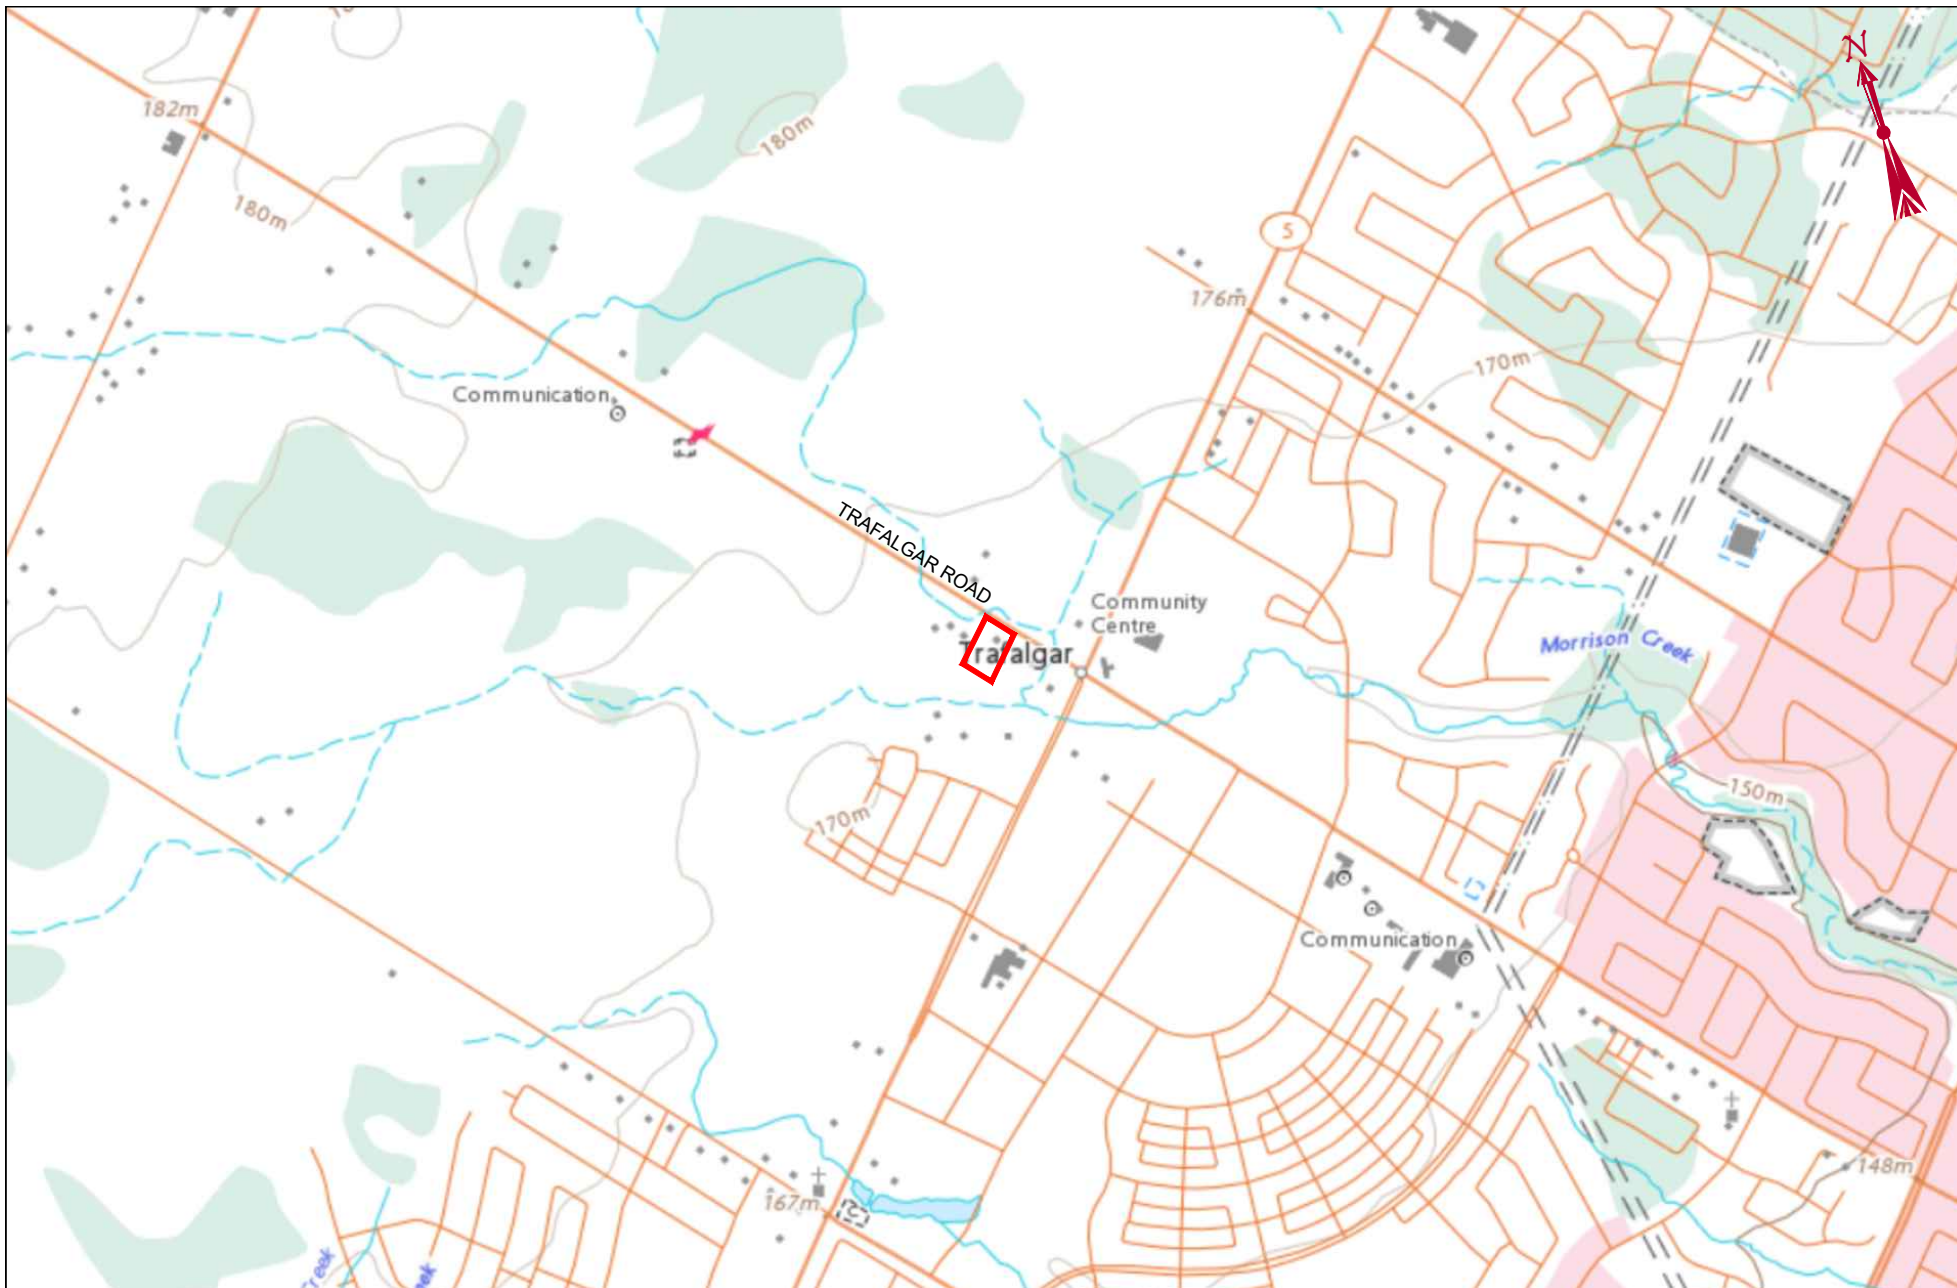 N
182m
180m
180m
5
176m
170m
Communication
TRAFALGAR ROAD
Community
Centre
Morrison Creek
Trafalgar
150m
170m
Communication
148m
167m
Creek